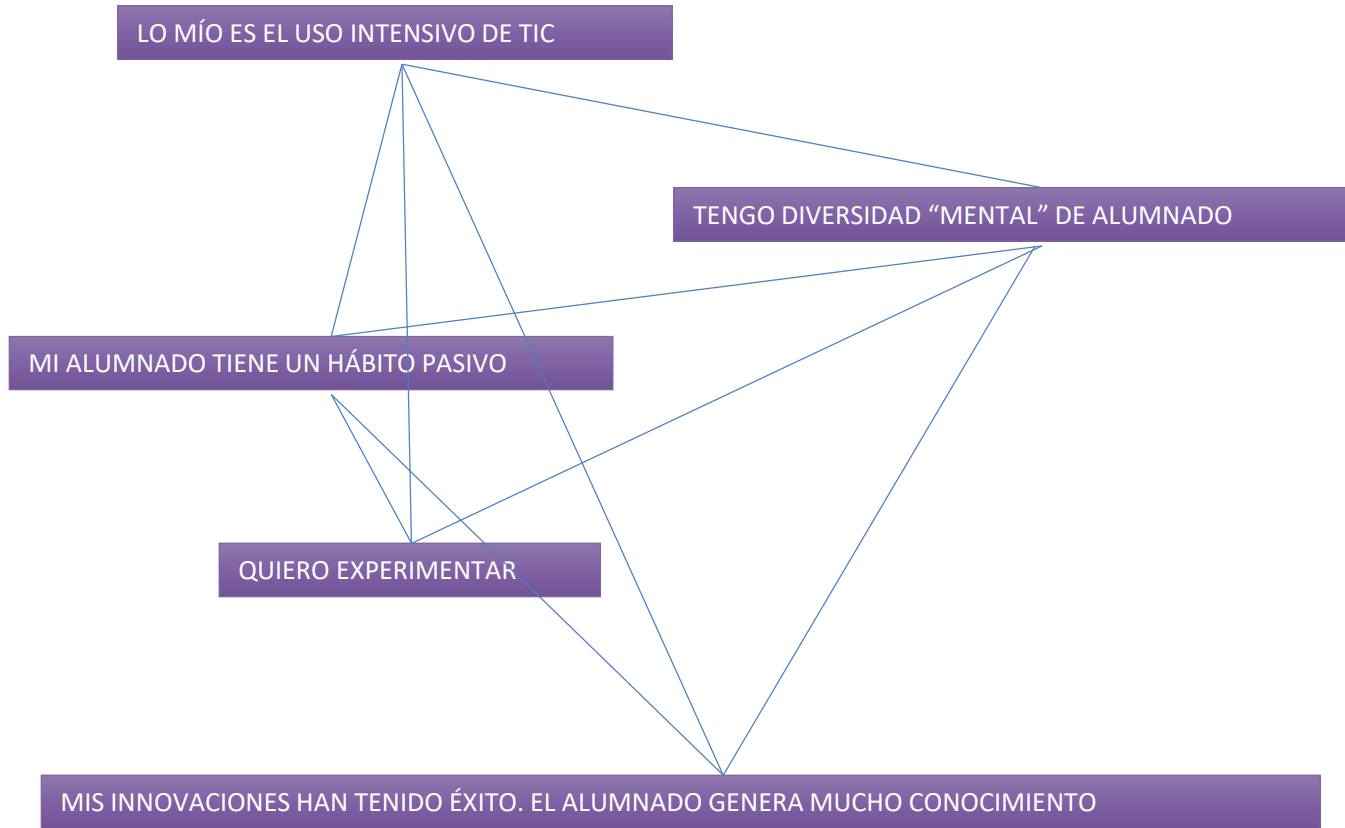 LO MÍO ES EL USO INTENSIVO DE TIC
TENGO DIVERSIDAD “MENTAL” DE ALUMNADO
MI ALUMNADO TIENE UN HÁBITO PASIVO
QUIERO EXPERIMENTAR
MIS INNOVACIONES HAN TENIDO ÉXITO. EL ALUMNADO GENERA MUCHO CONOCIMIENTO